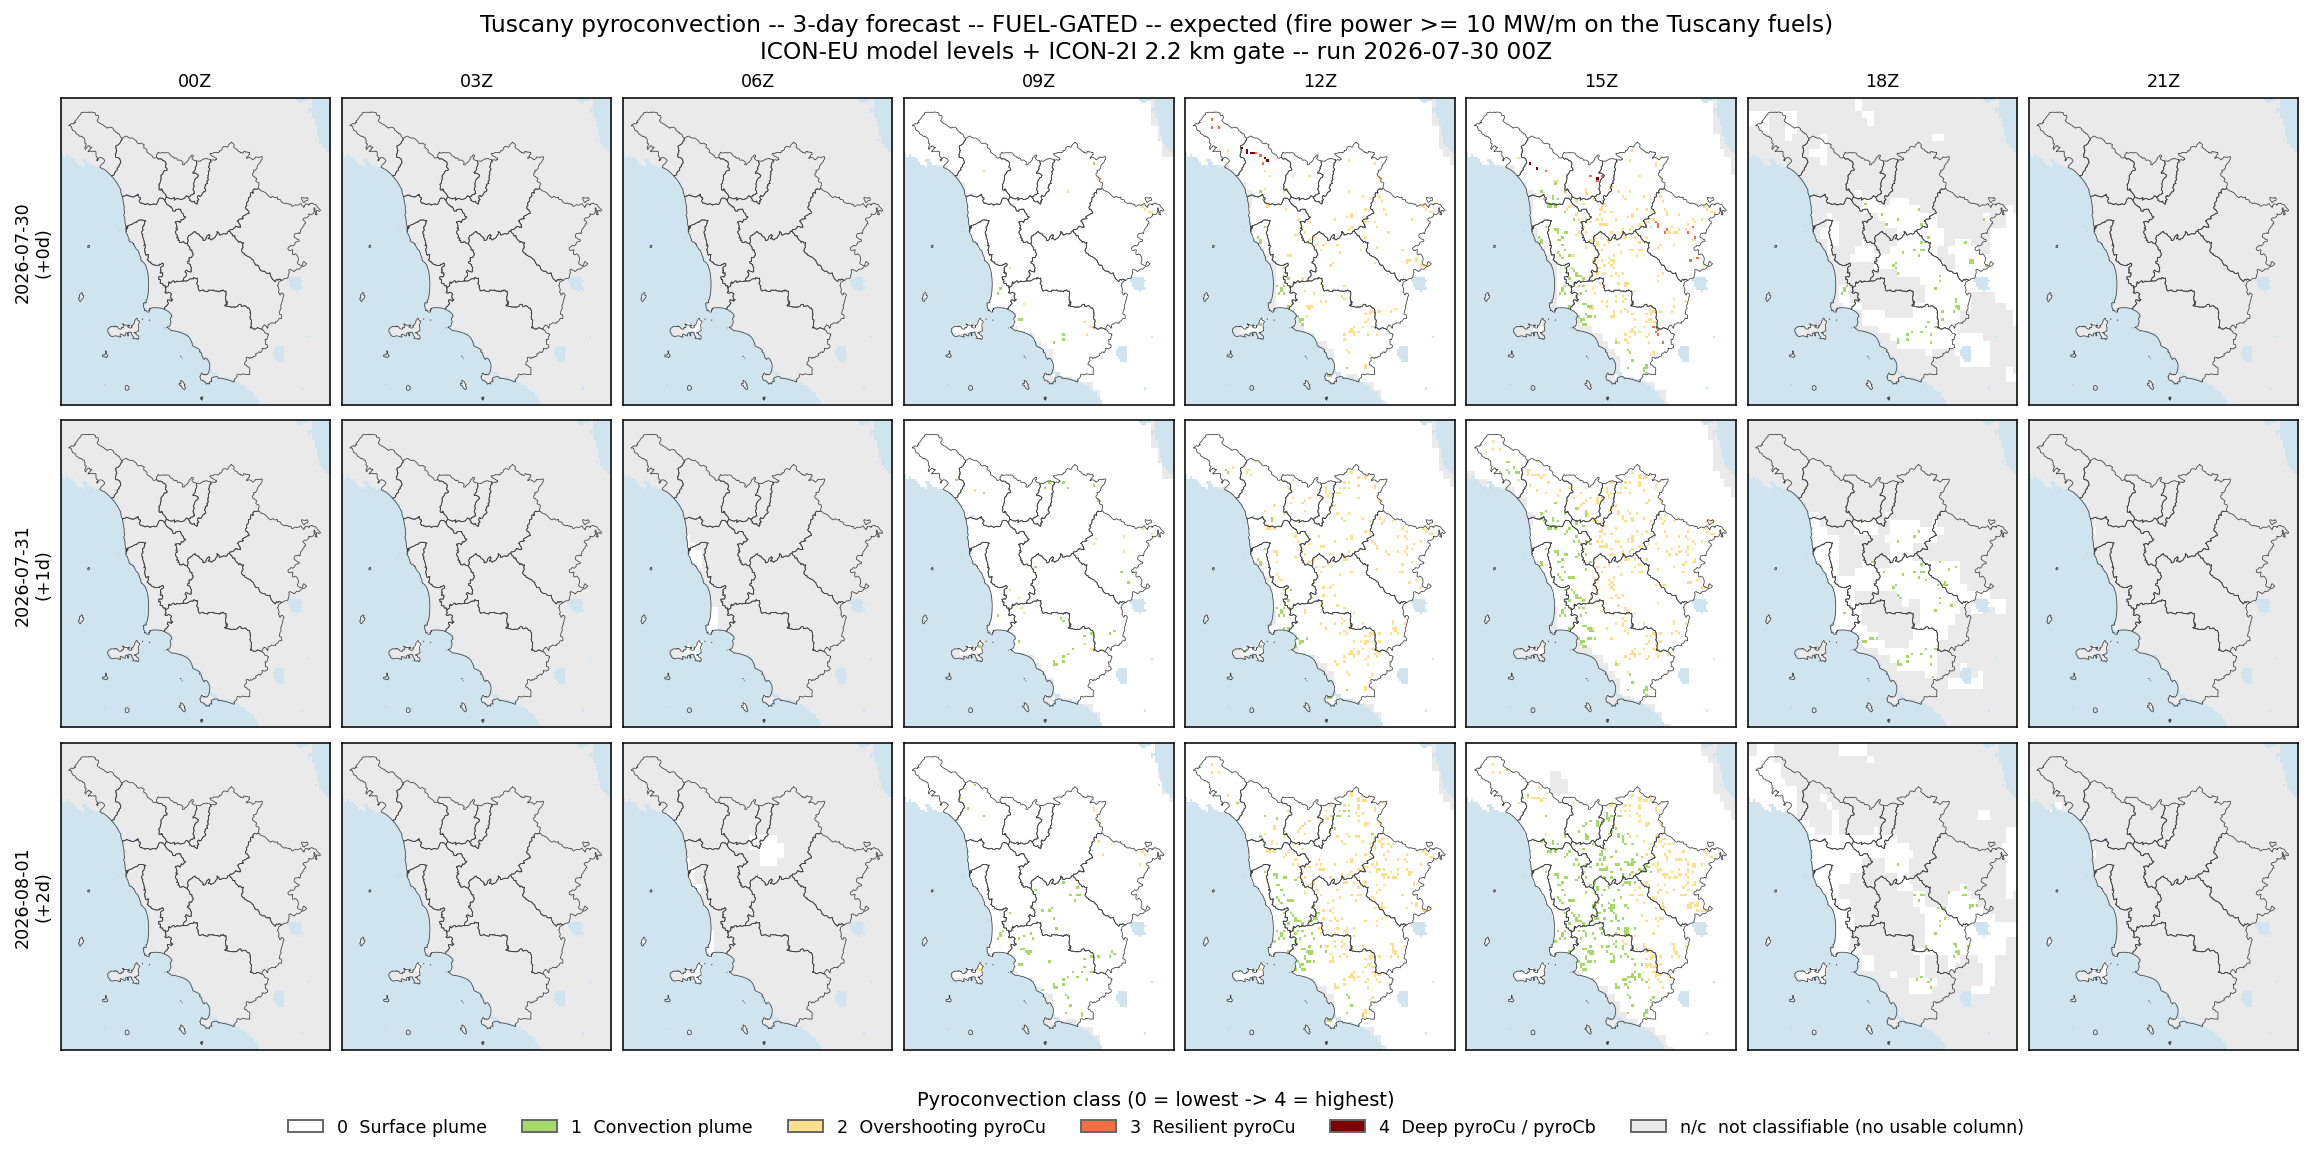 Tuscany pyroconvection -- 3-day forecast -- FUEL-GATED -- expected (fire power >= 10 MW/m on the Tuscany fuels)
ICON-EU model levels + ICON-2I 2.2 km gate -- run 2026-07-30 00Z
00Z 03Z 06Z 09Z 12Z 15Z 18Z 21Z
2026-07-30
(+0d)
2026-07-31
(+1d)
2026-08-01
(+2d)
Pyroconvection class (0 = lowest -> 4 = highest)
0 Surface plume 1 Convection plume 2 Overshooting pyroCu 3 Resilient pyroCu 4 Deep pyroCu / pyroCb n/c not classifiable (no usable column)